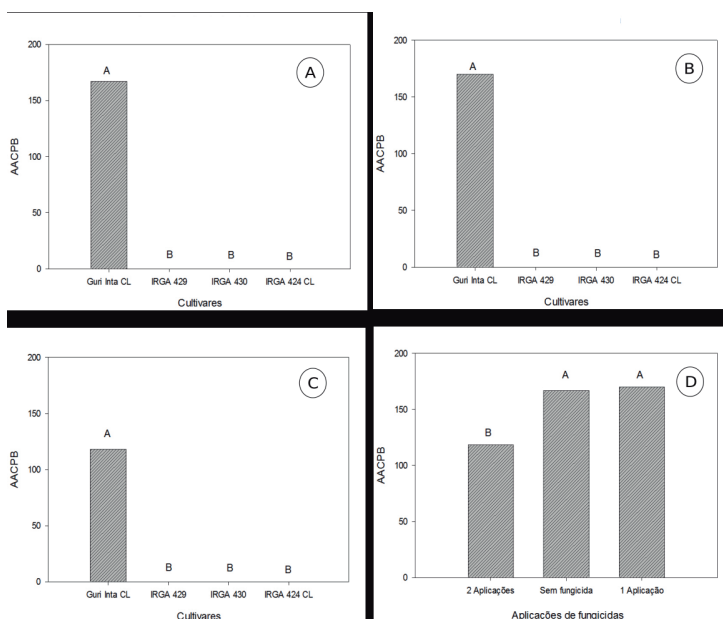 A
200
150
100
50
0
AACPB
A
B
B
B
Guri Inta CL IRGA 429 IRGA 430 IRGA 424 CL
Cultivares
B
200
150
100
50
0
AACPB
A
B
B
B
Guri Inta CL IRGA 429 IRGA 430 IRGA 424 CL
Cultivares
C
200
150
100
50
0
AACPB
A
B
B
B
Guri Inta CL IRGA 429 IRGA 430 IRGA 424 CL
Cultivares
D
200
150
100
50
0
AACPB
B
A
A
2 Aplicações Sem fungicida 1 Aplicação
Aplicações de fungicidas